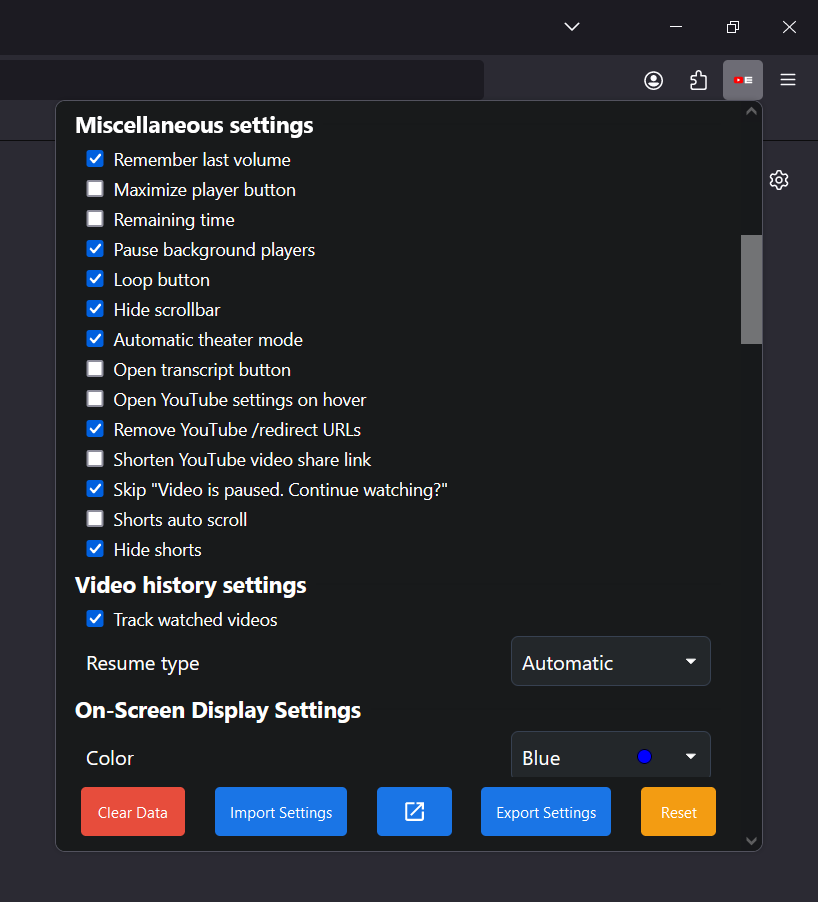 Miscellaneous settings
Remember last volume
Maximize player button
Remaining time
Pause background players
Loop button
Hide scrollbar
Automatic theater mode
Open transcript button
Open YouTube settings on hover
Remove YouTube /redirect URLs
Shorten YouTube video share link
Skip "Video is paused. Continue watching?"
Shorts auto scroll
Hide shorts
Video history settings
Track watched videos
Resume type Automatic
On-Screen Display Settings
Color Blue
Clear Data Import Settings Export Settings Reset